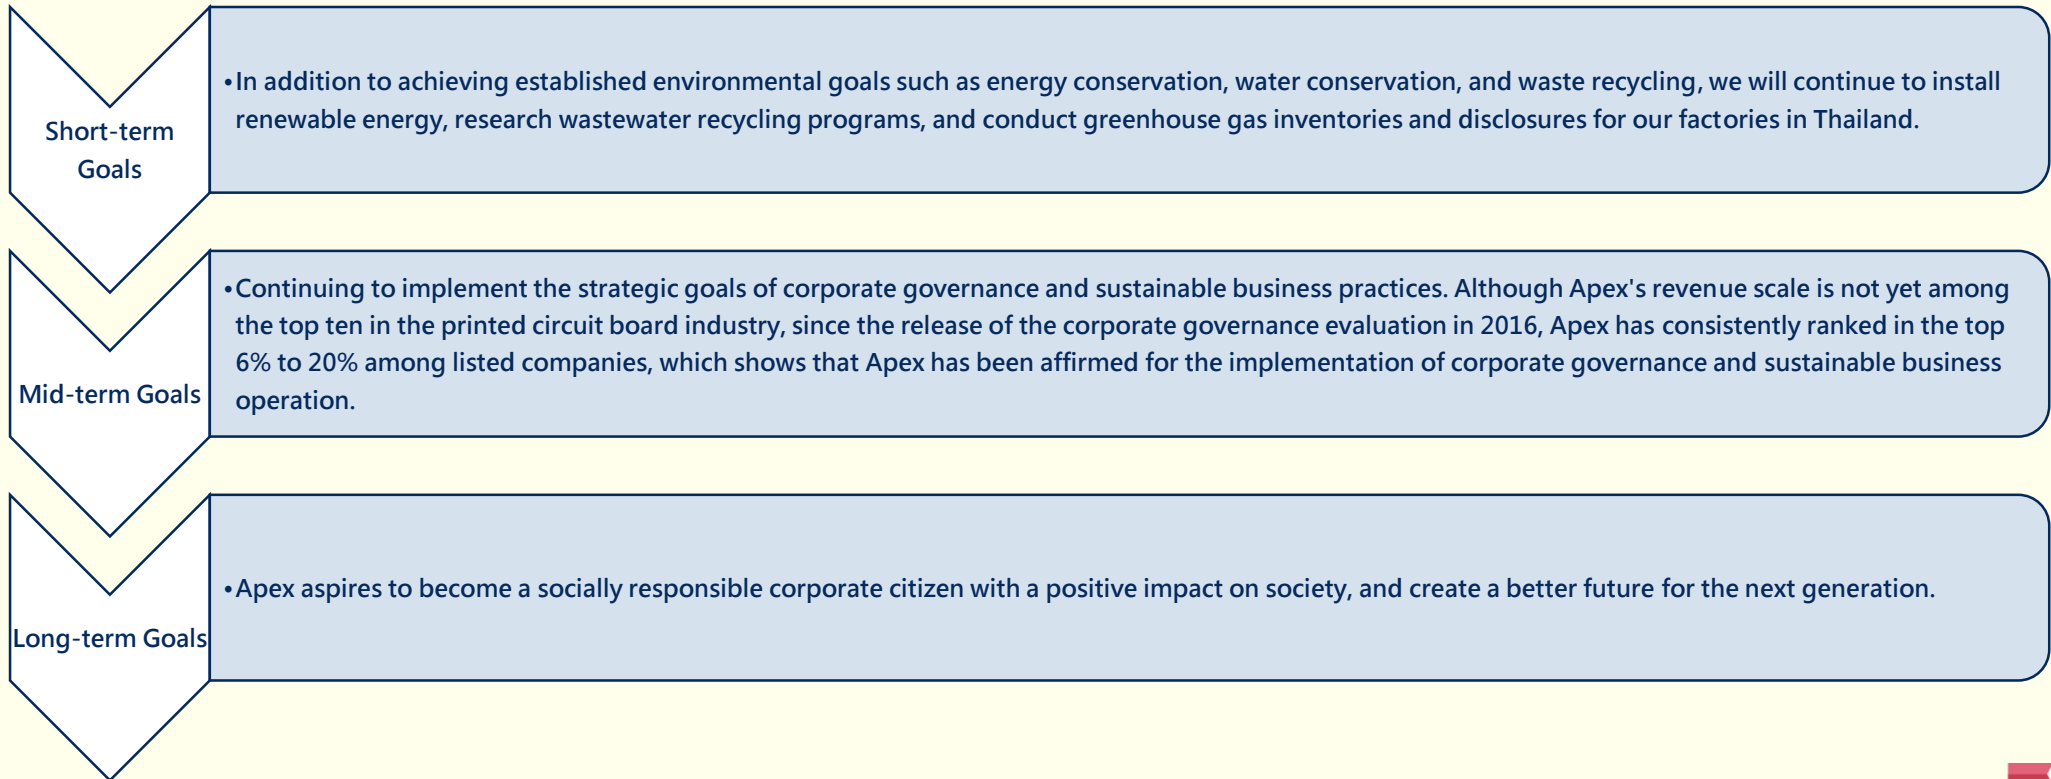 Short-term
Goals
•In addition to achieving established environmental goals such as energy conservation, water conservation, and waste recycling, we will continue to install
renewable energy, research wastewater recycling programs, and conduct greenhouse gas inventories and disclosures for our factories in Thailand.
Mid-term Goals
•Continuing to implement the strategic goals of corporate governance and sustainable business practices. Although Apex's revenue scale is not yet among
the top ten in the printed circuit board industry, since the release of the corporate governance evaluation in 2016, Apex has consistently ranked in the top
6% to 20% among listed companies, which shows that Apex has been affirmed for the implementation of corporate governance and sustainable business
operation.
Long-term Goals
•Apex aspires to become a socially responsible corporate citizen with a positive impact on society, and create a better future for the next generation.